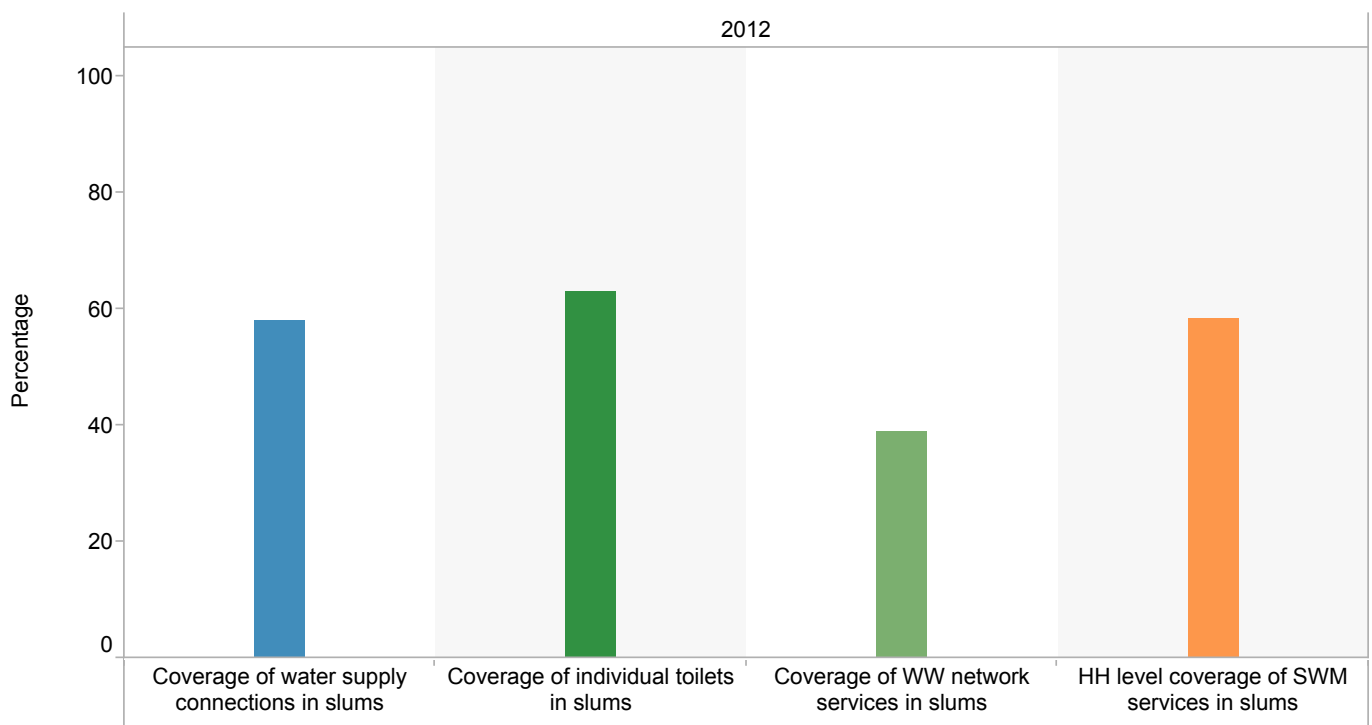 2012
100
80
60
40
20
0
Percentage
Coverage of water supply
connections in slums
Coverage of individual toilets
in slums
Coverage of WW network
services in slums
HH level coverage of SWM
services in slums